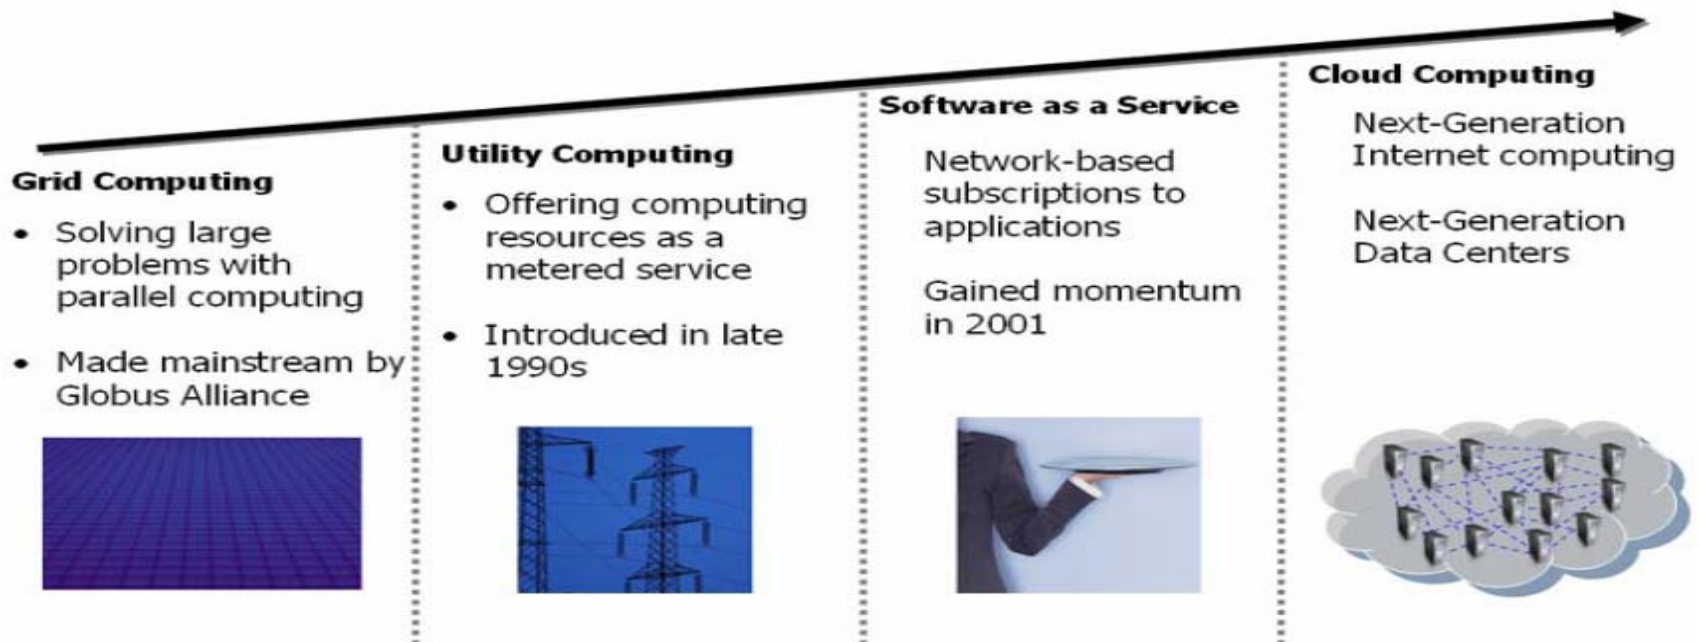 Grid Computing
• Solving large
problems with
parallel computing
• Made mainstream by
Globus Alliance
Utility Computing
• Offering computing
resources as a
metered service
• Introduced in late
1990s
Software as a Service
Network-based
subscriptions to
applications
Gained momentum
in 2001
Cloud Computing
Next-Generation
Internet computing
Next-Generation
Data Centers